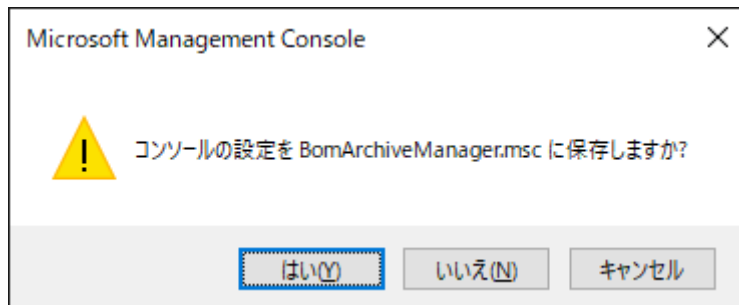 Microsoft Management Console
コンソールの設定を BomArchiveManager.msc に保存しますか?
はい(Y)
いいえ(N)
キャンセル